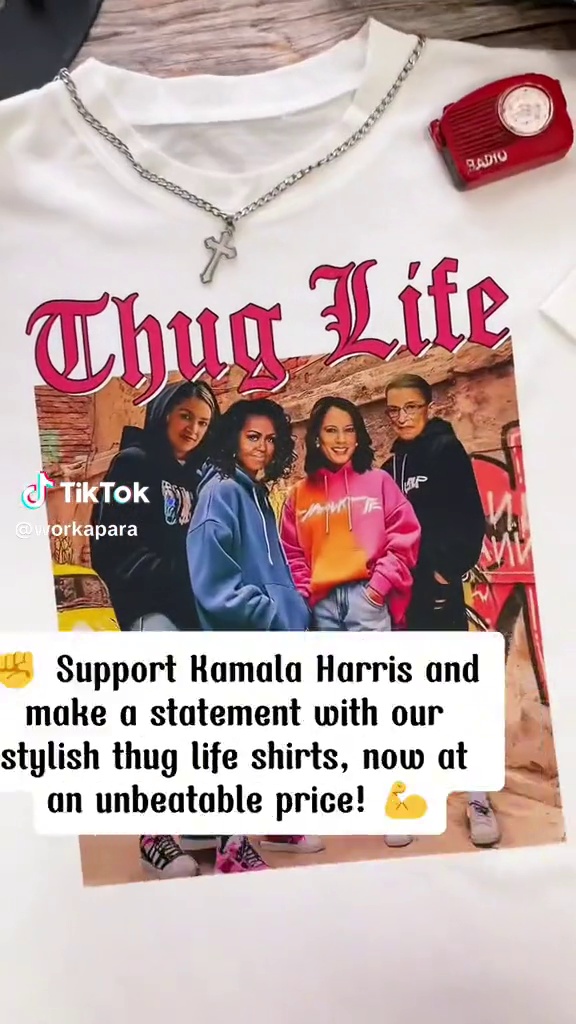 RADIO
Thug Life
TikTok
@workapara
✊ Support Kamala Harris and
make a statement with our
stylish thug life shirts, now at
an unbeatable price! 💪